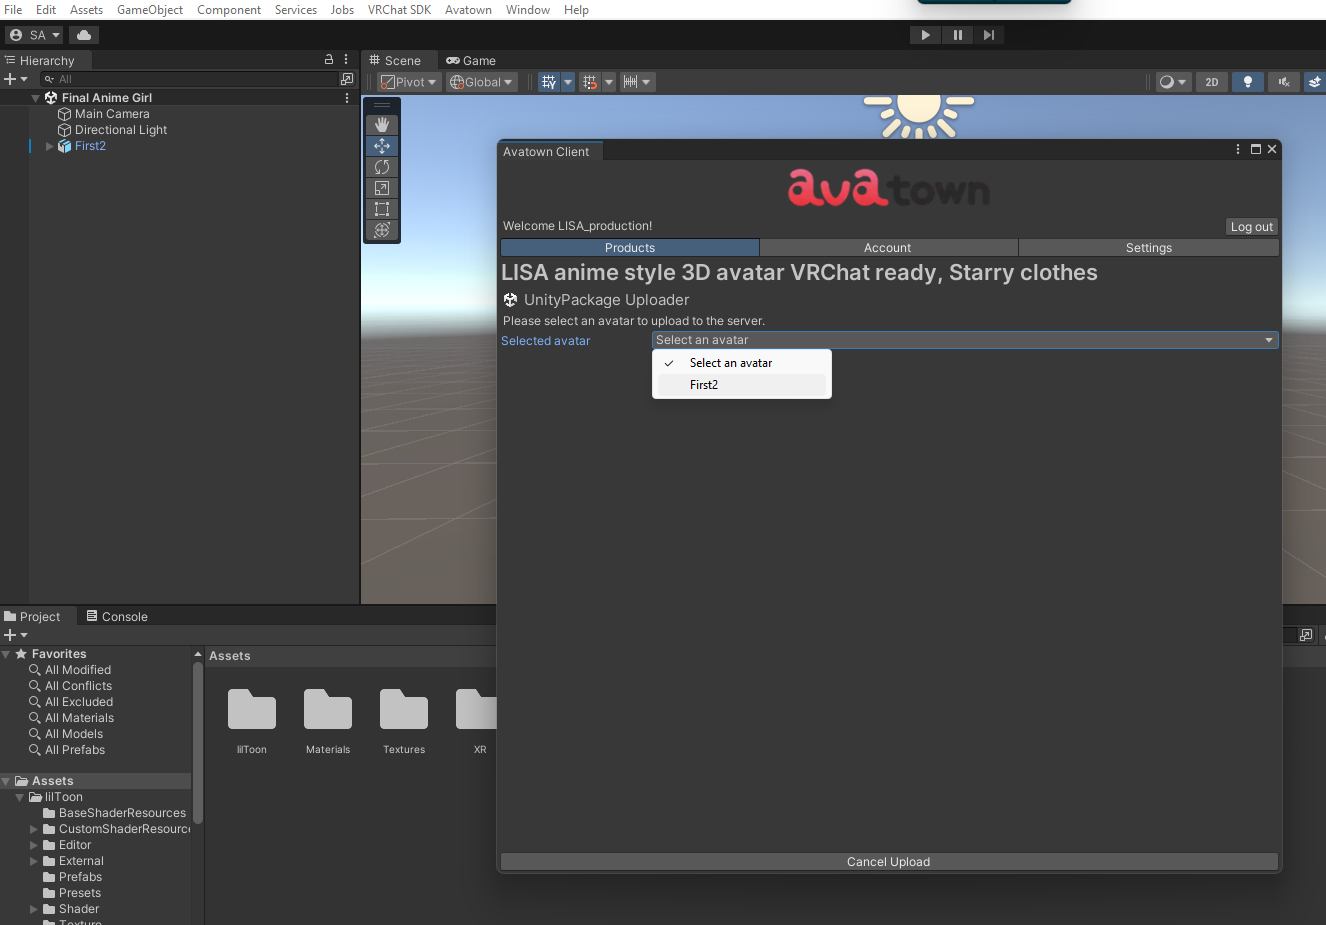 File Edit Assets GameObject Component Services Jobs VRChat SDK Avatown Window Help
SA
Hierarchy
All
Final Anime Girl
Main Camera
Directional Light
First2
Scene Game
Pivot Global 2D
Avatown Client
avatown
Welcome LISA_production!
Log out
Products Account Settings
LISA anime style 3D avatar VRChat ready, Starry clothes
UnityPackage Uploader
Please select an avatar to upload to the server.
Selected avatar Select an avatar
Select an avatar
First2
Cancel Upload
Project Console
Favorites
All Modified
All Conflicts
All Excluded
All Materials
All Models
All Prefabs
Assets
lilToon
BaseShaderResources
CustomShaderResource
Editor
External
Prefabs
Presets
Shader
Texture
Assets
lilToon Materials Textures XR